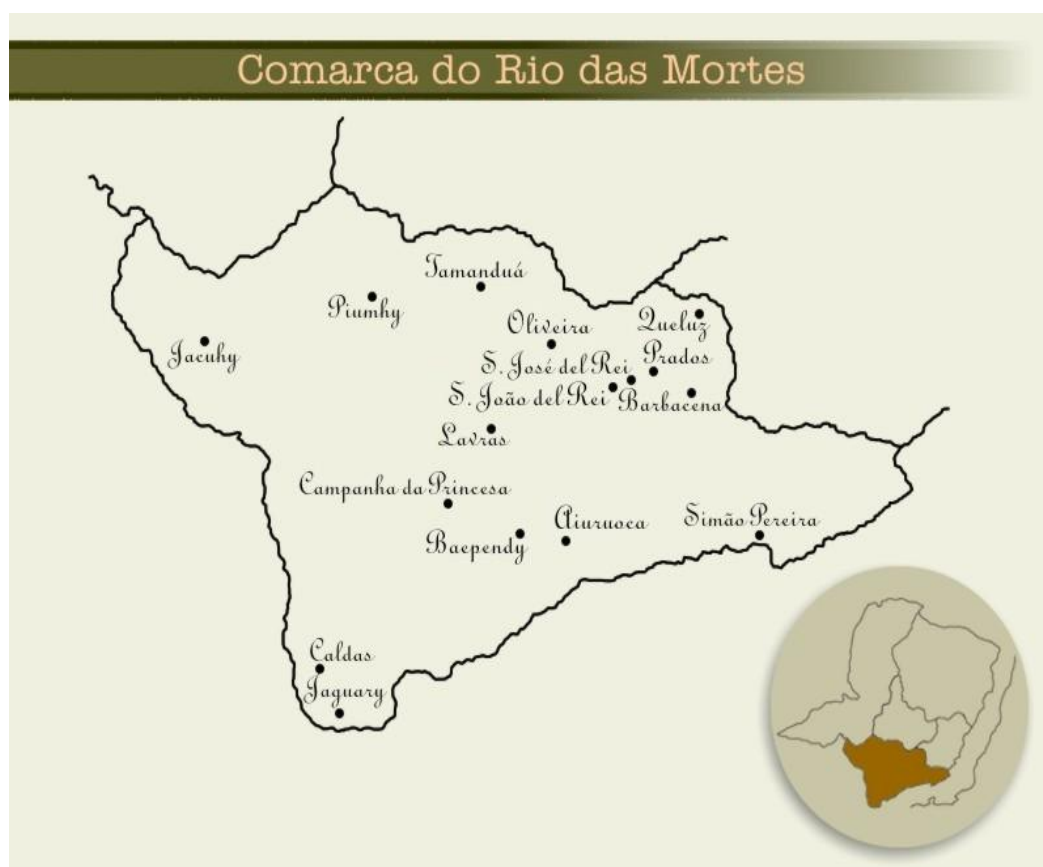 Comarca do Rio das Mortes
Tamanduá
Piumhy
Oliveira
Queluz
Jacuhy
S. José del Rei
Prados
S. João del Rei
Barbacena
Lavras
Campanha da Princesa
Aiuruoca
Simão Pereira
Baependy
Caldas
Jaguary